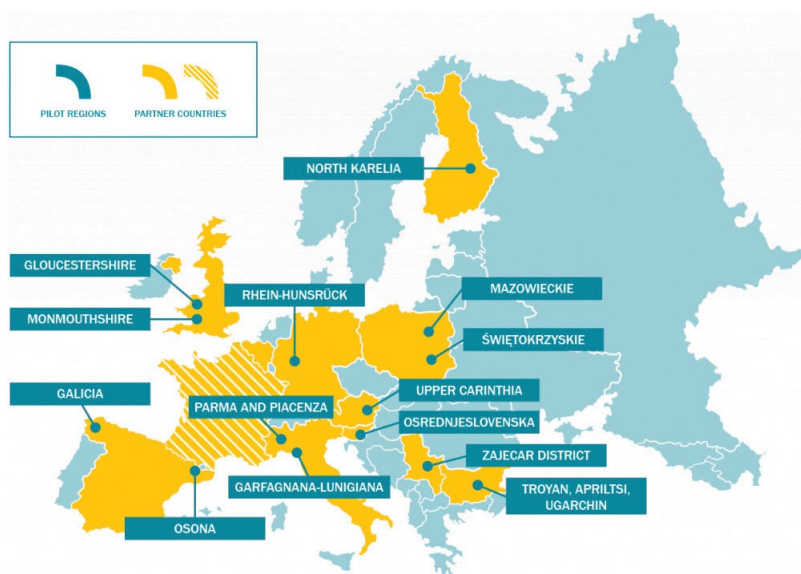 PILOT REGIONS
PARTNER COUNTRIES
NORTH KARELIA
GLOUCESTERSHIRE
RHEIN-HUNSRÜCK
MAZOWIECKIE
MONMOUTHSHIRE
ŚWIĘTOKRZYSKIE
GALICIA
UPPER CARINTHIA
PARMA AND PIACENZA
OSREDNJESLOVENSKA
ZAJECAR DISTRICT
GARFAGNANA-LUNIGIANA
TROYAN, APRILTSI,
UGARCHIN
OSONA